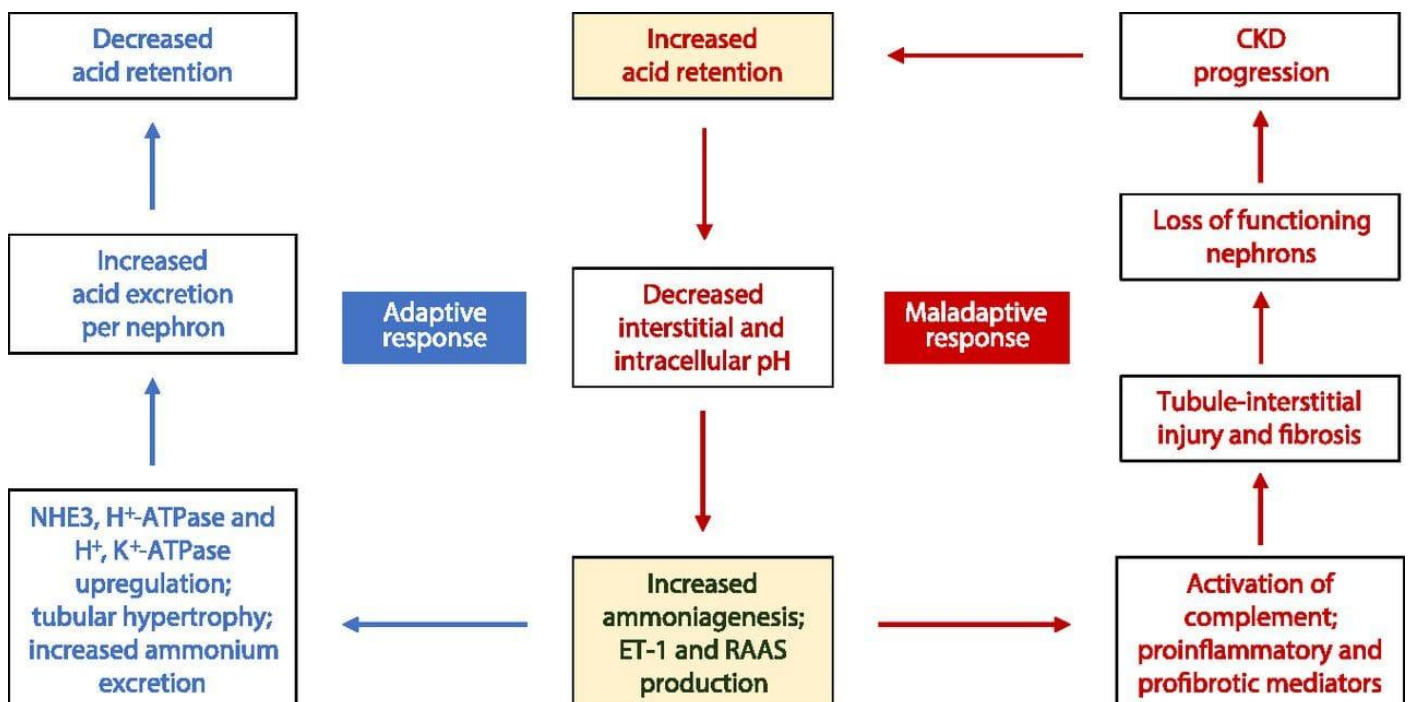 Decreased
acid retention
Increased
acid retention
CKD
progression
Increased
acid excretion
per nephron
Adaptive
response
Decreased
interstitial and
intracellular pH
Maladaptive
response
Loss of functioning
nephrons
Tubule-interstitial
injury and fibrosis
NHE3, H⁺-ATPase and
H⁺, K⁺-ATPase
upregulation;
tubular hypertrophy;
increased ammonium
excretion
Increased
ammoniagenesis;
ET-1 and RAAS
production
Activation of
complement;
proinflammatory and
profibrotic mediators